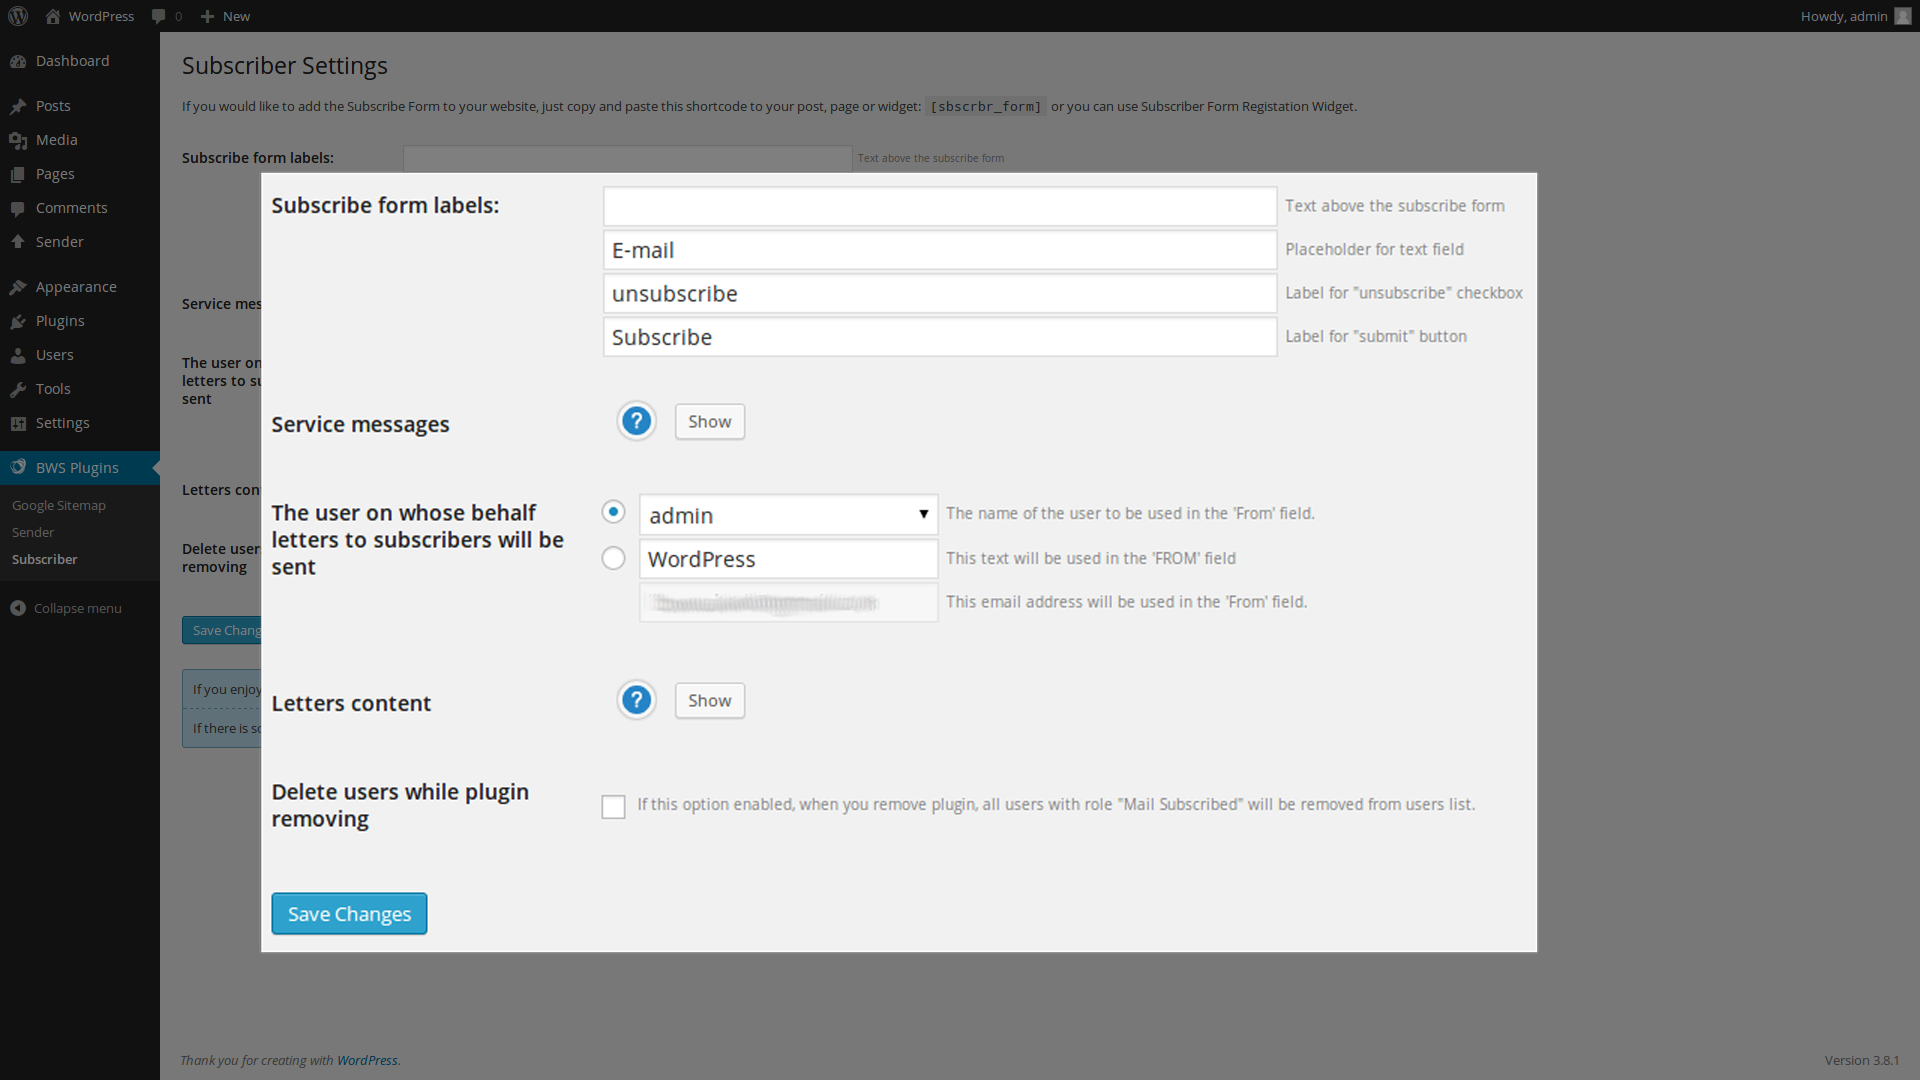 WordPress 0 New Howdy, admin
Dashboard
Posts
Media
Pages
Comments
Sender
Appearance
Plugins
Users
Tools
Settings
BWS Plugins
Google Sitemap
Sender
Subscriber
Collapse menu
Subscriber Settings
If you would like to add the Subscribe Form to your website, just copy and paste this shortcode to your post, page or widget: [sbscrbr_form] or you can use Subscriber Form Registation Widget.
Subscribe form labels: Text above the subscribe form
Service mes
The user on
letters to su
sent
Letters con
Delete user
removing
Save Chang
If you enjoy
If there is so
Subscribe form labels: Text above the subscribe form
E-mail Placeholder for text field
unsubscribe Label for "unsubscribe" checkbox
Subscribe Label for "submit" button
Service messages ? Show
The user on whose behalf
letters to subscribers will be
sent
admin The name of the user to be used in the 'From' field.
WordPress This text will be used in the 'FROM' field
This email address will be used in the 'From' field.
Letters content ? Show
Delete users while plugin
removing
If this option enabled, when you remove plugin, all users with role "Mail Subscribed" will be removed from users list.
Save Changes
Thank you for creating with WordPress. Version 3.8.1